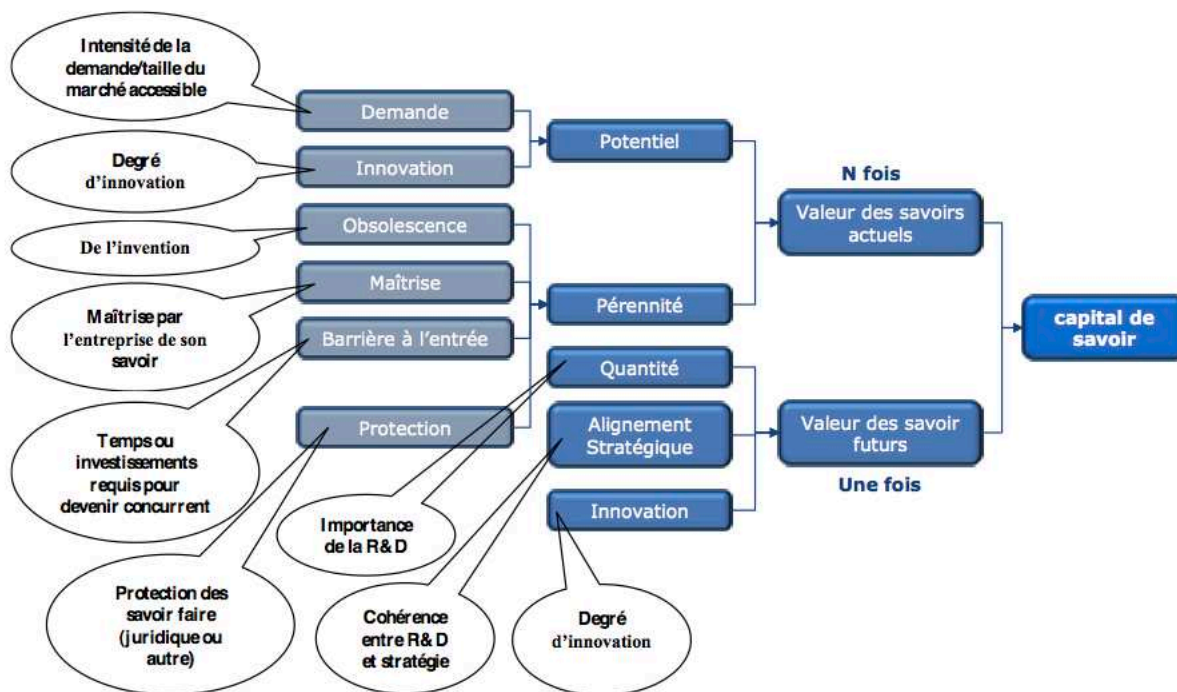 Intensité de la
demande/taille du
marché accessible
Degré
d'innovation
De l'invention
Maîtrise par
l'entreprise de son
savoir
Temps ou
investissements
requis pour
devenir concurrent
Protection des
savoir faire
(juridique ou
autre)
Demande
Innovation
Obsolescence
Maîtrise
Barrière à l'entrée
Protection
Potentiel
Pérennité
Quantité
Alignement
Stratégique
Innovation
Importance
de la R&D
Cohérence
entre R&D
et stratégie
Degré
d'innovation
N fois
Valeur des savoirs
actuels
Valeur des savoir
futurs
Une fois
capital de
savoir